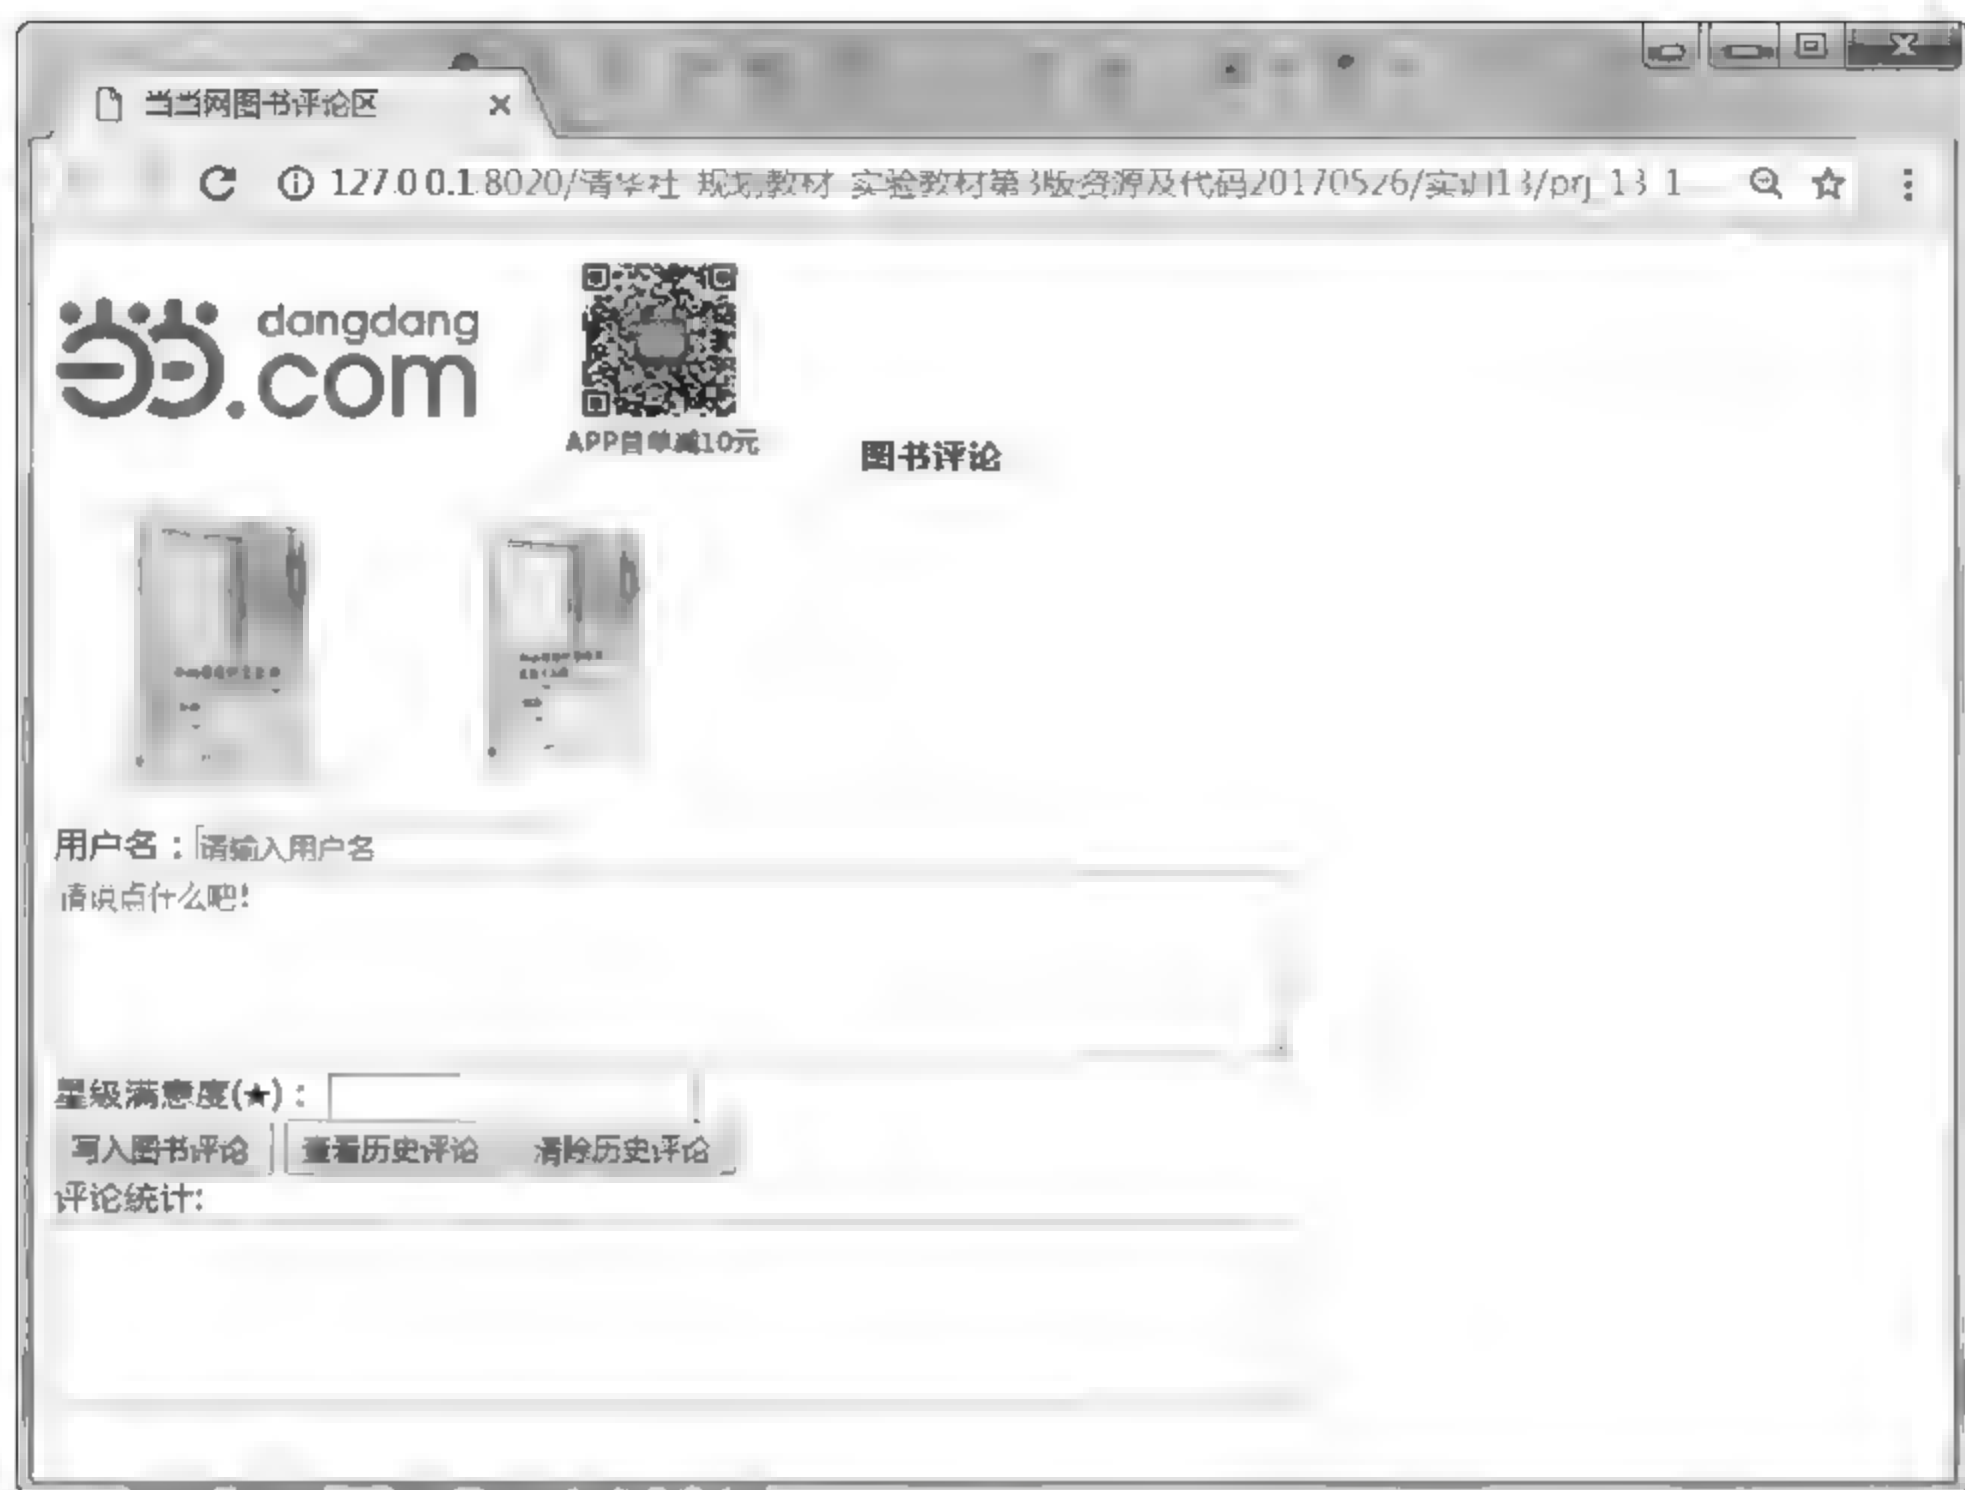 当当网图书评论区
127.0.0.1:8020/清华社 规划教材 实验教材第3版资源及代码20170526/实训13/prj_13_1
dangdang
.com
APP首单减10元
图书评论
用户名：请输入用户名
请说点什么吧!
星级满意度(★)：
写入图书评论 查看历史评论 清除历史评论
评论统计: